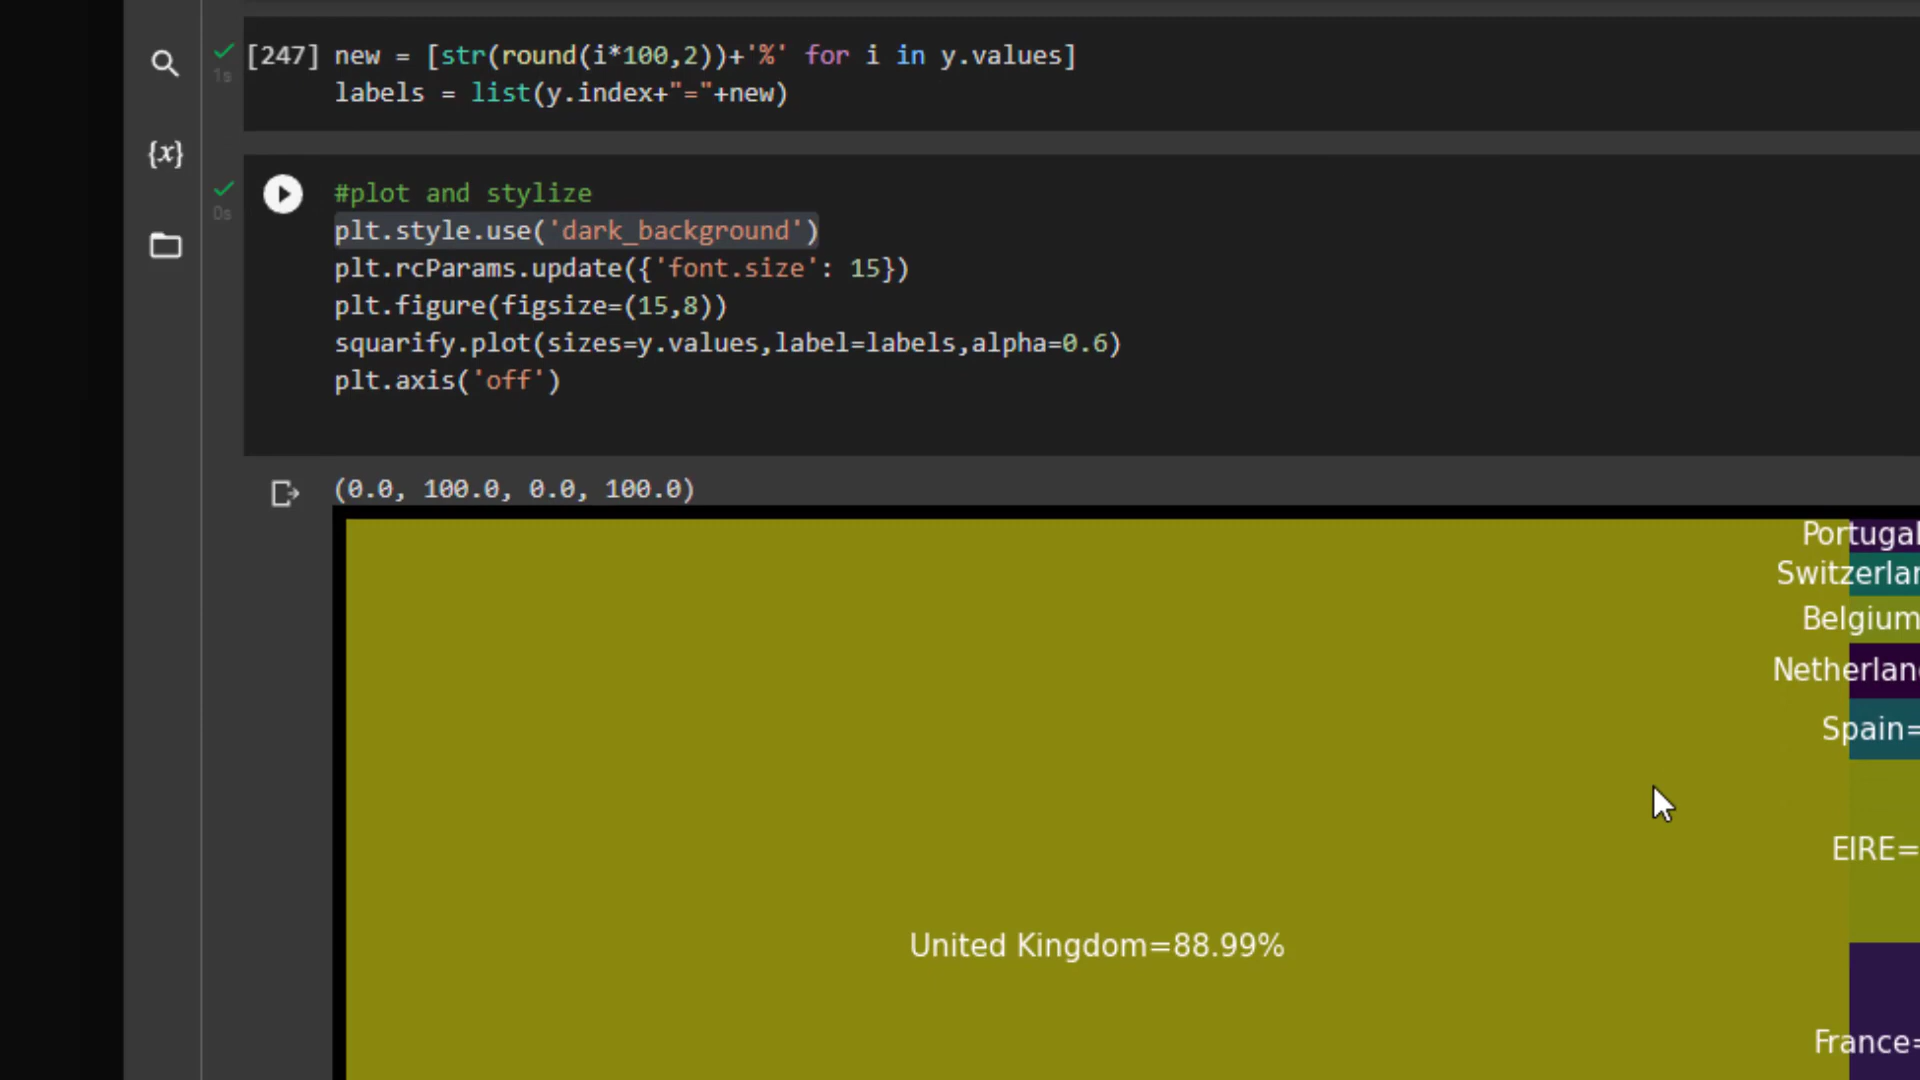 [247] new = [str(round(i*100,2))+'%' for i in y.values]
1s
labels = list(y.index+"="+new)
{x}
#plot and stylize
0s
plt.style.use('dark_background')
plt.rcParams.update({'font.size': 15})
plt.figure(figsize=(15,8))
squarify.plot(sizes=y.values,label=labels,alpha=0.6)
plt.axis('off')
(0.0, 100.0, 0.0, 100.0)
Portugal
Switzerlan
Belgium
Netherlan
Spain=
EIRE=
United Kingdom=88.99%
France=